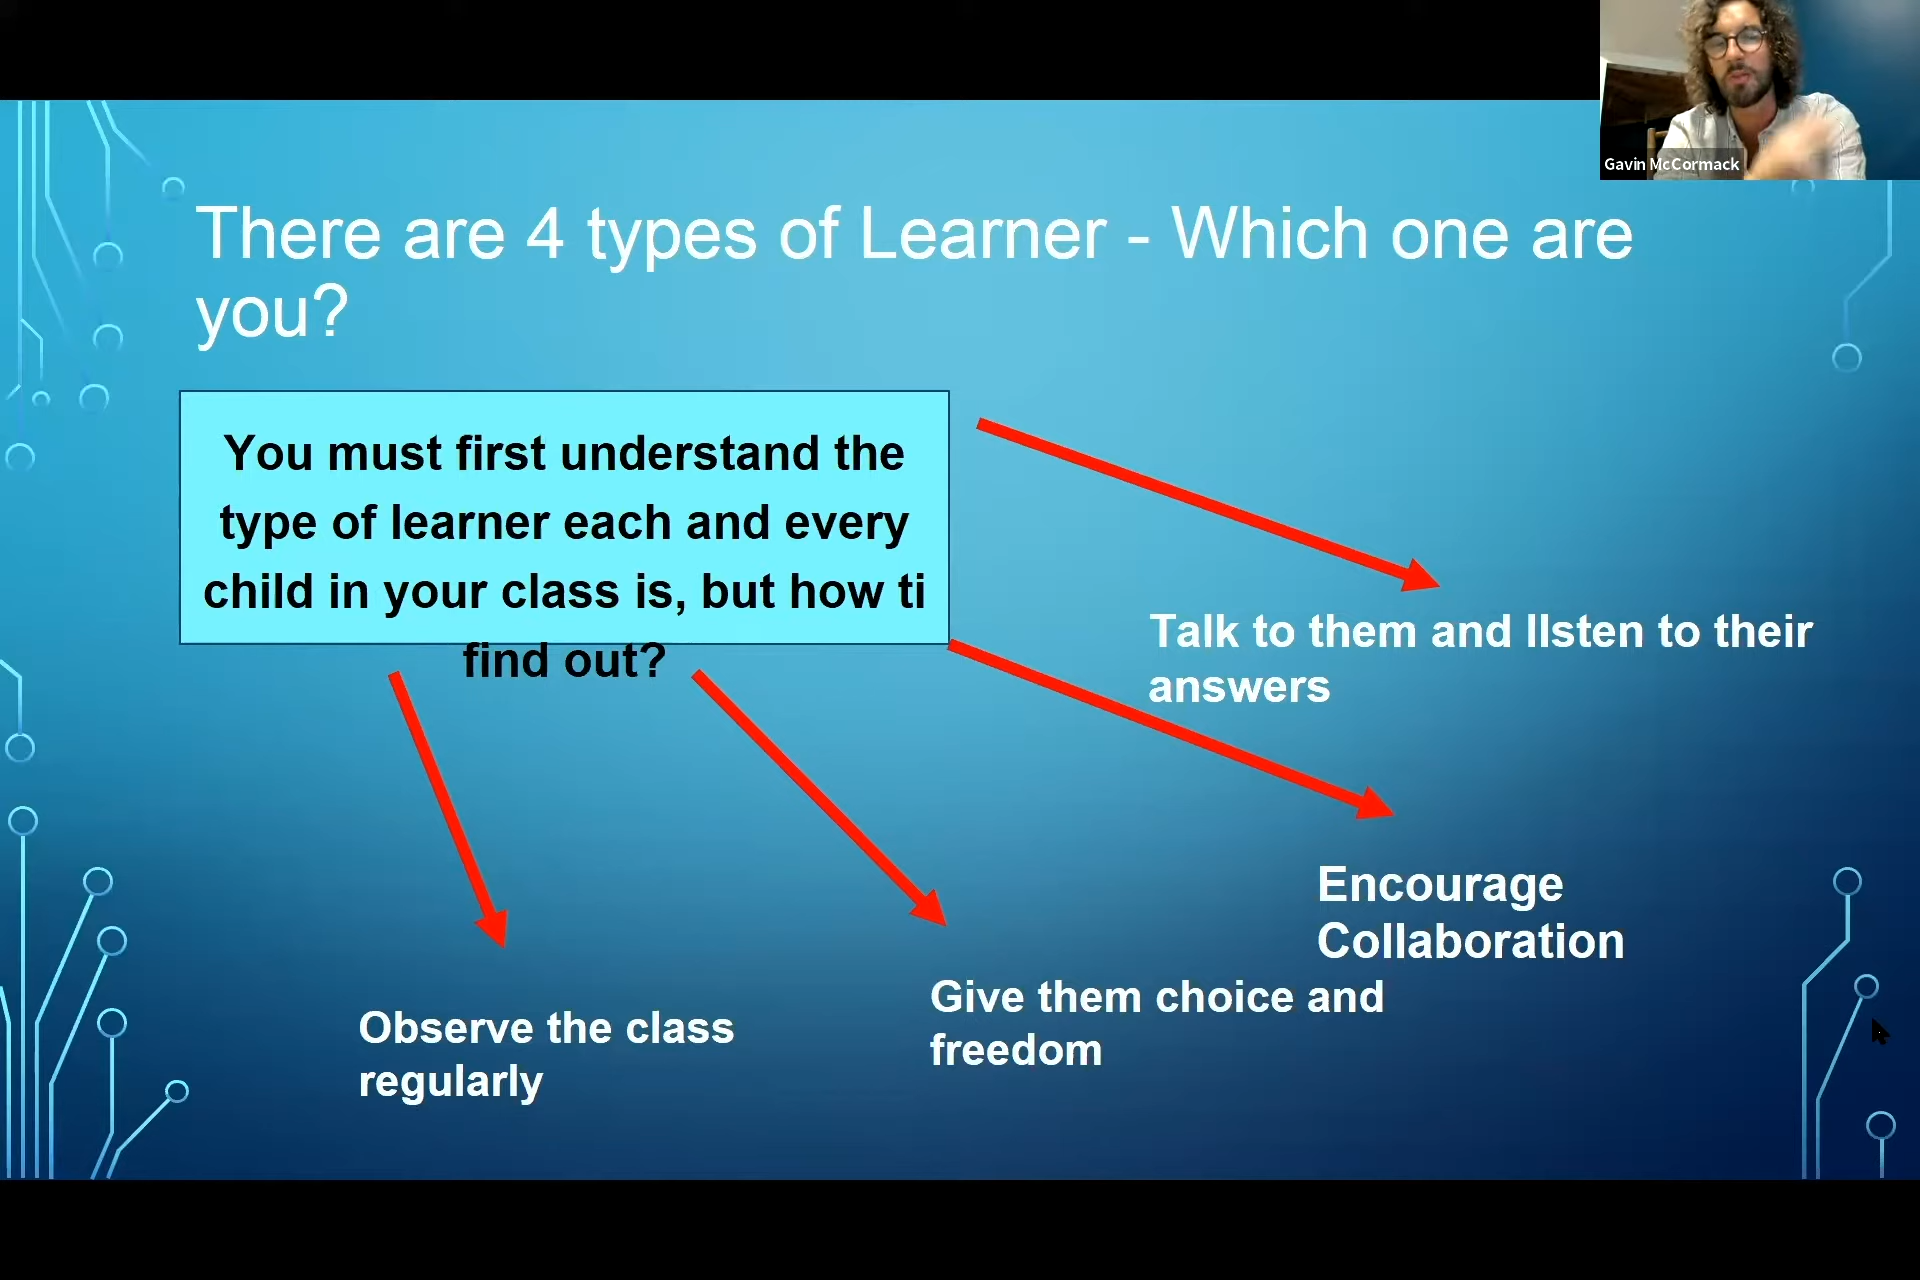 Gavin McCormack
There are 4 types of Learner - Which one are
you?
You must first understand the
type of learner each and every
child in your class is, but how ti
find out?
Talk to them and lIsten to their
answers
Encourage
Collaboration
Give them choice and
freedom
Observe the class
regularly